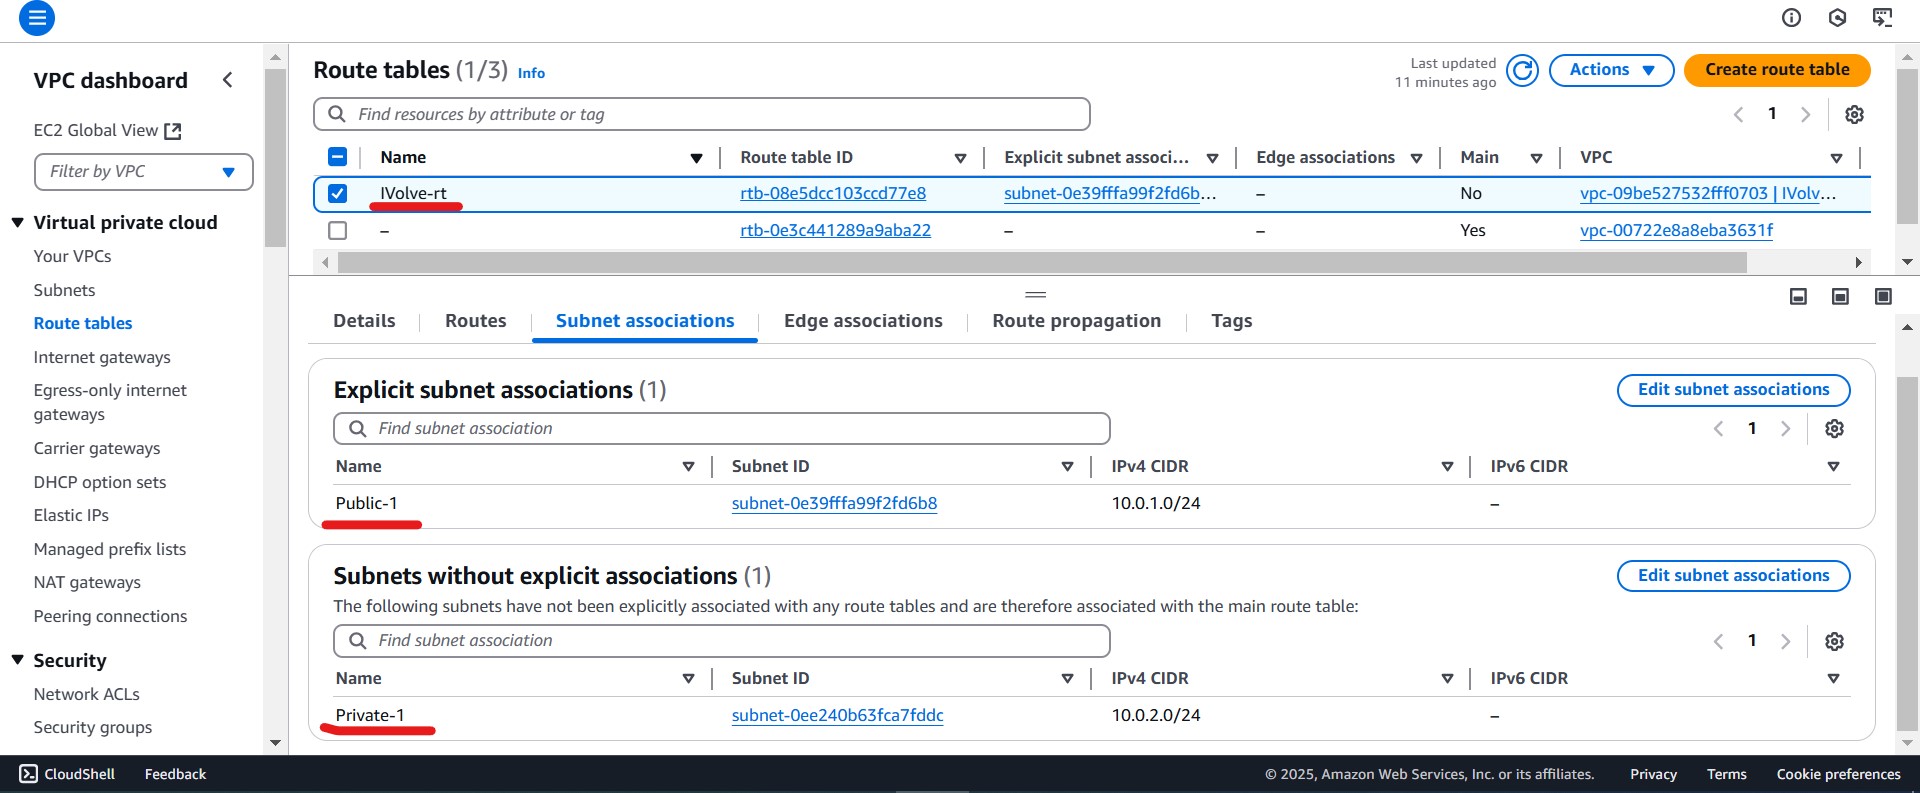 VPC dashboard
EC2 Global View
Filter by VPC
Virtual private cloud
Your VPCs
Subnets
Route tables
Internet gateways
Egress-only internet
gateways
Carrier gateways
DHCP option sets
Elastic IPs
Managed prefix lists
NAT gateways
Peering connections
Security
Network ACLs
Security groups
Route tables (1/3) Info
Last updated
11 minutes ago
Actions
Create route table
Find resources by attribute or tag
1
Name Route table ID Explicit subnet associ... Edge associations Main VPC
IVolve-rt rtb-08e5dcc103ccd77e8 subnet-0e39fffa99f2fd6b... – No vpc-09be527532fff0703 | IVolv...
– rtb-0e3c441289a9aba22 – – Yes vpc-00722e8a8eba3631f
Details Routes Subnet associations Edge associations Route propagation Tags
Explicit subnet associations (1)
Edit subnet associations
Find subnet association
1
Name Subnet ID IPv4 CIDR IPv6 CIDR
Public-1 subnet-0e39fffa99f2fd6b8 10.0.1.0/24 –
Subnets without explicit associations (1)
Edit subnet associations
The following subnets have not been explicitly associated with any route tables and are therefore associated with the main route table:
Find subnet association
1
Name Subnet ID IPv4 CIDR IPv6 CIDR
Private-1 subnet-0ee240b63fca7fddc 10.0.2.0/24 –
CloudShell Feedback © 2025, Amazon Web Services, Inc. or its affiliates. Privacy Terms Cookie preferences